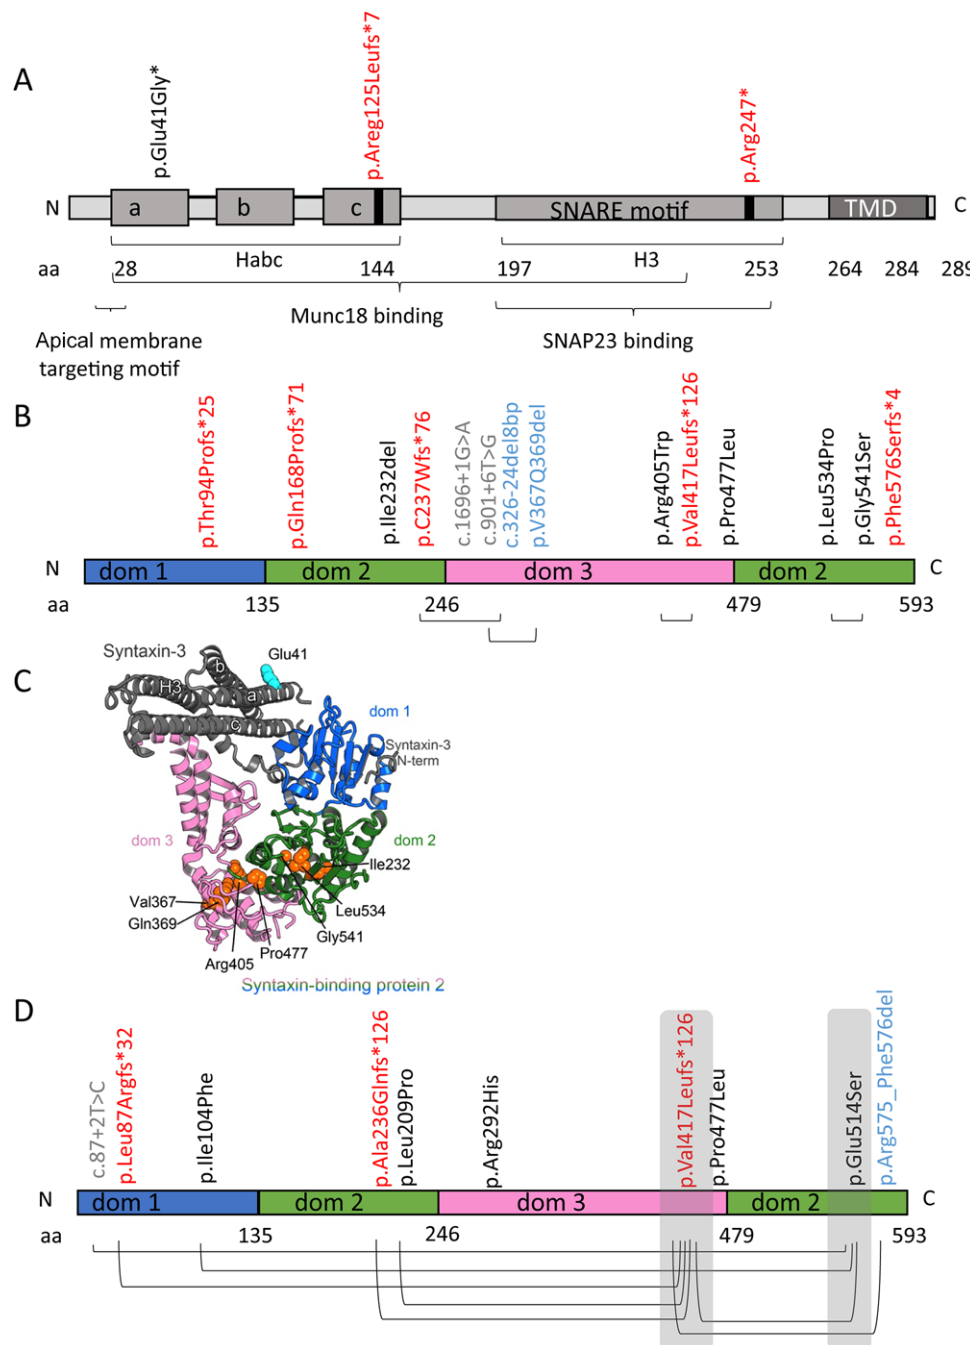 A
p.Glu41Gly*
p.Areg125Leufs*7
p.Arg247*
N
a
b
c
SNARE motif
TMD
C
Habc
H3
aa
28
144
197
253
264
284
289
Munc18 binding
SNAP23 binding
Apical membrane
targeting motif
B
p.Thr94Profs*25
p.Gln168Profs*71
p.Ile232del
p.C237Wfs*76
c.1696+1G>A
c.901+6T>G
c.326-24del8bp
p.V367Q369del
p.Arg405Trp
p.Val417Leufs*126
p.Pro477Leu
p.Leu534Pro
p.Gly541Ser
p.Phe576Serfs*4
N
dom 1
dom 2
dom 3
dom 2
C
aa
135
246
479
593
C
Syntaxin-3
Glu41
b
H3
a
c
dom 1
Syntaxin-3
N-term
dom 3
dom 2
Ile232
Val367
Leu534
Gln369
Gly541
Pro477
Arg405
Syntaxin-binding protein 2
D
c.87+2T>C
p.Leu87Argfs*32
p.Ile104Phe
p.Ala236Glnfs*126
p.Leu209Pro
p.Arg292His
p.Val417Leufs*126
p.Pro477Leu
p.Glu514Ser
p.Arg575_Phe576del
N
dom 1
dom 2
dom 3
dom 2
C
aa
135
246
479
593